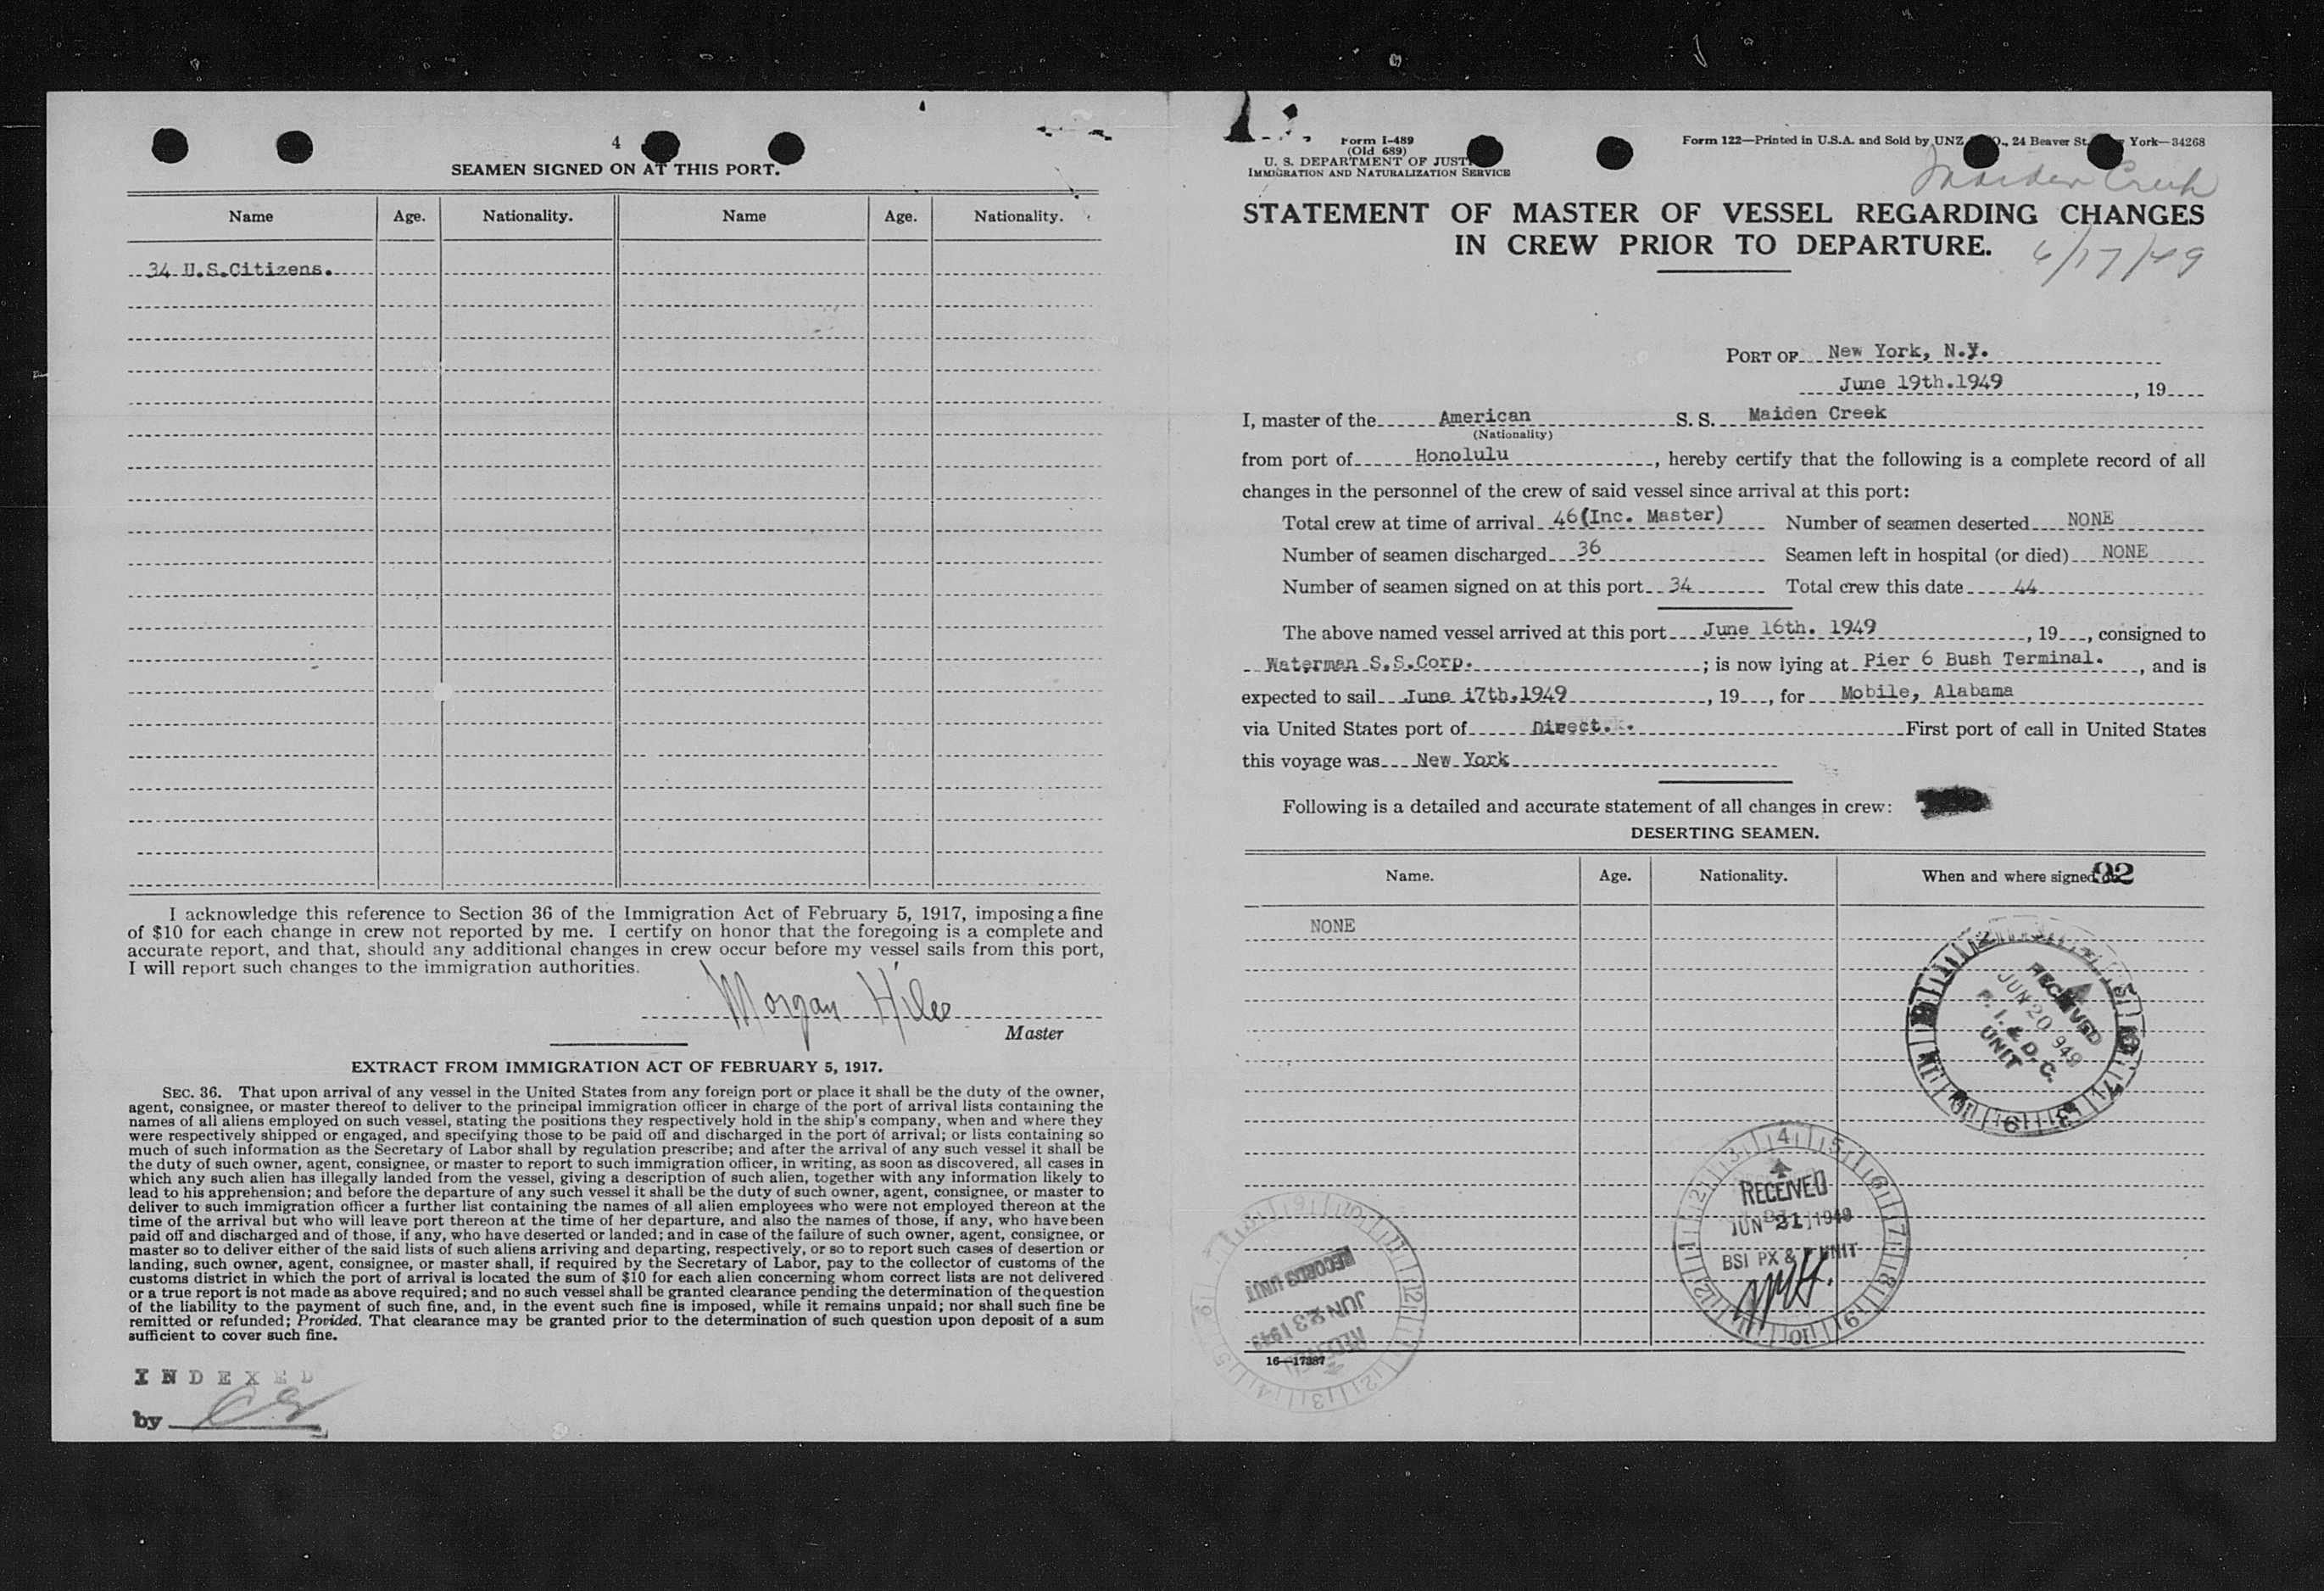 4
SEAMEN SIGNED ON AT THIS PORT.
Name Age. Nationality. Name Age. Nationality.
34 U.S.Citizens.
I acknowledge this reference to Section 36 of the Immigration Act of February 5, 1917, imposing a fine
of $10 for each change in crew not reported by me. I certify on honor that the foregoing is a complete and
accurate report, and that, should any additional changes in crew occur before my vessel sails from this port,
I will report such changes to the immigration authorities.
Morgan Hiles
Master
EXTRACT FROM IMMIGRATION ACT OF FEBRUARY 5, 1917.
SEC. 36. That upon arrival of any vessel in the United States from any foreign port or place it shall be the duty of the owner,
agent, consignee, or master thereof to deliver to the principal immigration officer in charge of the port of arrival lists containing the
names of all aliens employed on such vessel, stating the positions they respectively hold in the ship's company, when and where they
were respectively shipped or engaged, and specifying those to be paid off and discharged in the port of arrival; or lists containing so
much of such information as the Secretary of Labor shall by regulation prescribe; and after the arrival of any such vessel it shall be
the duty of such owner, agent, consignee, or master to report to such immigration officer, in writing, as soon as discovered, all cases in
which any such alien has illegally landed from the vessel, giving a description of such alien, together with any information likely to
lead to his apprehension; and before the departure of any such vessel it shall be the duty of such owner, agent, consignee, or master to
deliver to such immigration officer a further list containing the names of all alien employees who were not employed thereon at the
time of the arrival but who will leave port thereon at the time of her departure, and also the names of those, if any, who have been
paid off and discharged and of those, if any, who have deserted or landed; and in case of the failure of such owner, agent, consignee, or
master so to deliver either of the said lists of such aliens arriving and departing, respectively, or so to report such cases of desertion or
landing, such owner, agent, consignee, or master shall, if required by the Secretary of Labor, pay to the collector of customs of the
customs district in which the port of arrival is located the sum of $10 for each alien concerning whom correct lists are not delivered
or a true report is not made as above required; and no such vessel shall be granted clearance pending the determination of the question
of the liability to the payment of such fine, and, in the event such fine is imposed, while it remains unpaid; nor shall such fine be
remitted or refunded; Provided. That clearance may be granted prior to the determination of such question upon deposit of a sum
sufficient to cover such fine.
INDEXED
by
Form I-489
(Old 689)
U. S. DEPARTMENT OF JUST
IMMIGRATION AND NATURALIZATION SERVICE
Form 122—Printed in U.S.A. and Sold by UNZ O., 24 Beaver St. York—34268
Maiden Creek
STATEMENT OF MASTER OF VESSEL REGARDING CHANGES
IN CREW PRIOR TO DEPARTURE.
6/17/49
PORT OF New York, N.Y.
June 19th.1949, 19
I, master of the American S. S. Maiden Creek
(Nationality)
from port of Honolulu, hereby certify that the following is a complete record of all
changes in the personnel of the crew of said vessel since arrival at this port:
Total crew at time of arrival 46(Inc. Master) Number of seamen deserted NONE
Number of seamen discharged 36 Seamen left in hospital (or died) NONE
Number of seamen signed on at this port 34 Total crew this date 44
The above named vessel arrived at this port June 16th. 1949, 19, consigned to
Waterman S.S.Corp.; is now lying at Pier 6 Bush Terminal., and is
expected to sail June 17th.1949, 19, for Mobile, Alabama
via United States port of Direct. First port of call in United States
this voyage was New York
Following is a detailed and accurate statement of all changes in crew:
DESERTING SEAMEN.
Name. Age. Nationality. When and where signed
92
NONE
RECEIVED
JUN 20 1949
P. I. & D. C.
UNIT
RECEIVED
JUN 21 1949
BSI PX & UNIT
RECORDS UNIT
JUN 23 1949
RECEIVED
16—17387